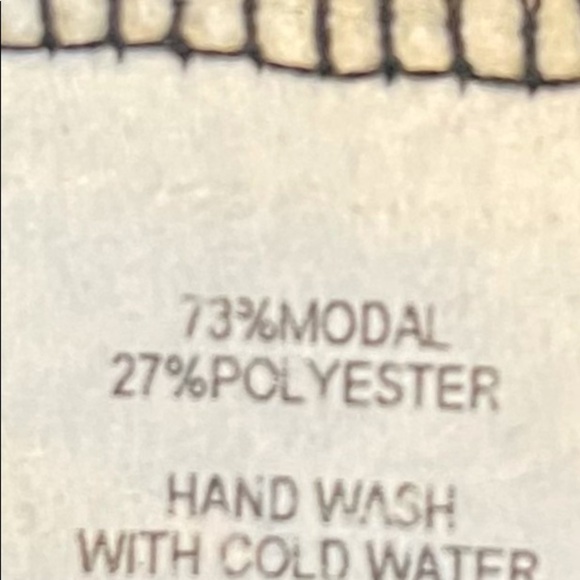 73%MODAL
27%POLYESTER
HAND WASH
WITH COLD WATER